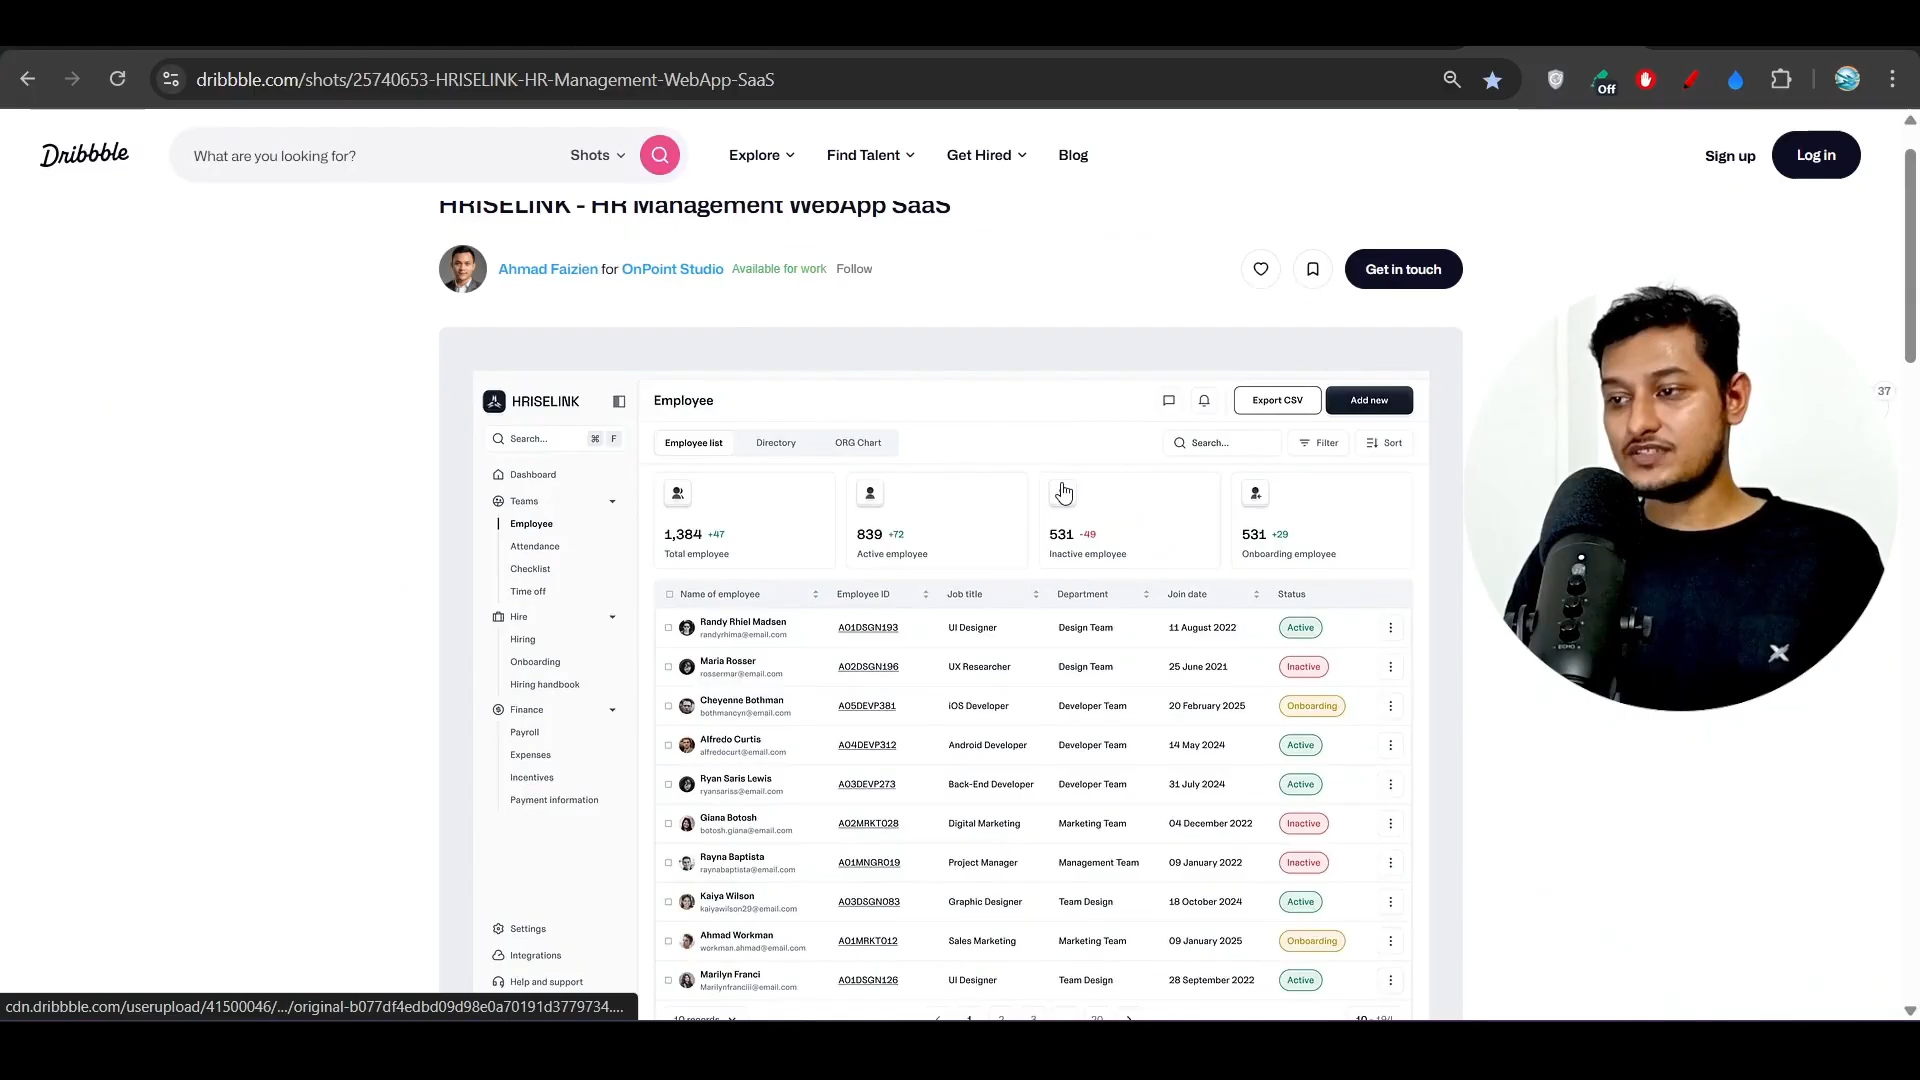 dribbble.com/shots/25740653-HRISELINK-HR-Management-WebApp-SaaS
Off
Dribbble
What are you looking for?
Shots
Explore
Find Talent
Get Hired
Blog
Sign up
Log in
HRISELINK - HR Management WebApp SaaS
Ahmad Faizien for OnPoint Studio Available for work Follow
Get in touch
37
HRISELINK
Search...
⌘ F
Dashboard
Teams
Employee
Attendance
Checklist
Time off
Hire
Hiring
Onboarding
Hiring handbook
Finance
Payroll
Expenses
Incentives
Payment information
Settings
Integrations
Help and support
Employee
Export CSV
Add new
Employee list
Directory
ORG Chart
Search...
Filter
Sort
1,384 +47
Total employee
839 +72
Active employee
531 -49
Inactive employee
531 +29
Onboarding employee
Name of employee Employee ID Job title Department Join date Status
Randy Rhiel Madsen
randyrhima@email.com
A01DSGN193 UI Designer Design Team 11 August 2022 Active
Maria Rosser
rossermar@email.com
A02DSGN196 UX Researcher Design Team 25 June 2021 Inactive
Cheyenne Bothman
bothmancyn@email.com
A05DEVP381 iOS Developer Developer Team 20 February 2025 Onboarding
Alfredo Curtis
alfredocurt@email.com
A04DEVP312 Android Developer Developer Team 14 May 2024 Active
Ryan Saris Lewis
ryansariss@email.com
A03DEVP273 Back-End Developer Developer Team 31 July 2024 Active
Giana Botosh
botosh.giana@email.com
A02MRKT028 Digital Marketing Marketing Team 04 December 2022 Inactive
Rayna Baptista
raynabaptista@email.com
A01MNGR019 Project Manager Management Team 09 January 2022 Inactive
Kaiya Wilson
kaiyawilson29@email.com
A03DSGN083 Graphic Designer Team Design 18 October 2024 Active
Ahmad Workman
workman.ahmad@email.com
A01MRKT012 Sales Marketing Marketing Team 09 January 2025 Onboarding
Marilyn Franci
Marilynfranciii@email.com
A01DSGN126 UI Designer Team Design 28 September 2022 Active
10 records
1 2 3 20
cdn.dribbble.com/userupload/41500046/.../original-b077df4edbd09d98e0a70191d3779734....